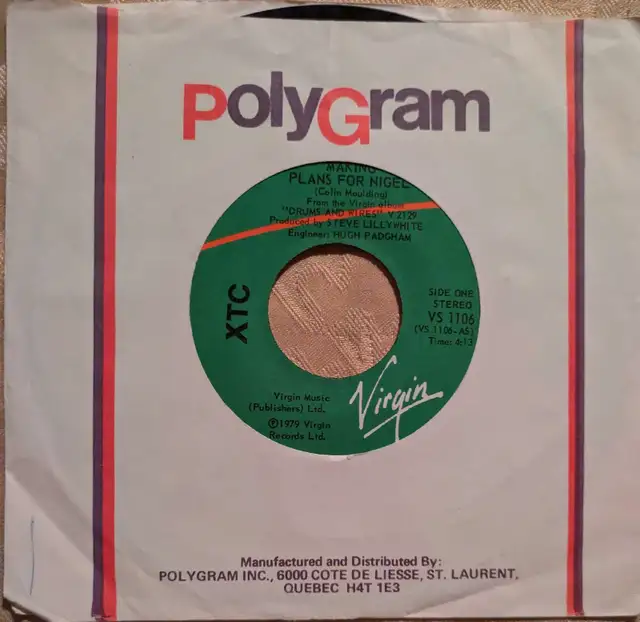 PolyGram
MAKING
PLANS FOR NIGEL
(Colin Moulding)
From the Virgin album
"DRUMS AND WIRES" V 2129
Produced by STEVE LILLYWHITE
Engineer: HUGH PADGHAM
XTC
SIDE ONE
STEREO
VS 1106
(VS 1106-AS)
Time: 4:13
Virgin Music
(Publishers) Ltd.
℗1979 Virgin
Records Ltd.
Virgin
Manufactured and Distributed By:
POLYGRAM INC., 6000 COTE DE LIESSE, ST. LAURENT,
QUEBEC H4T 1E3